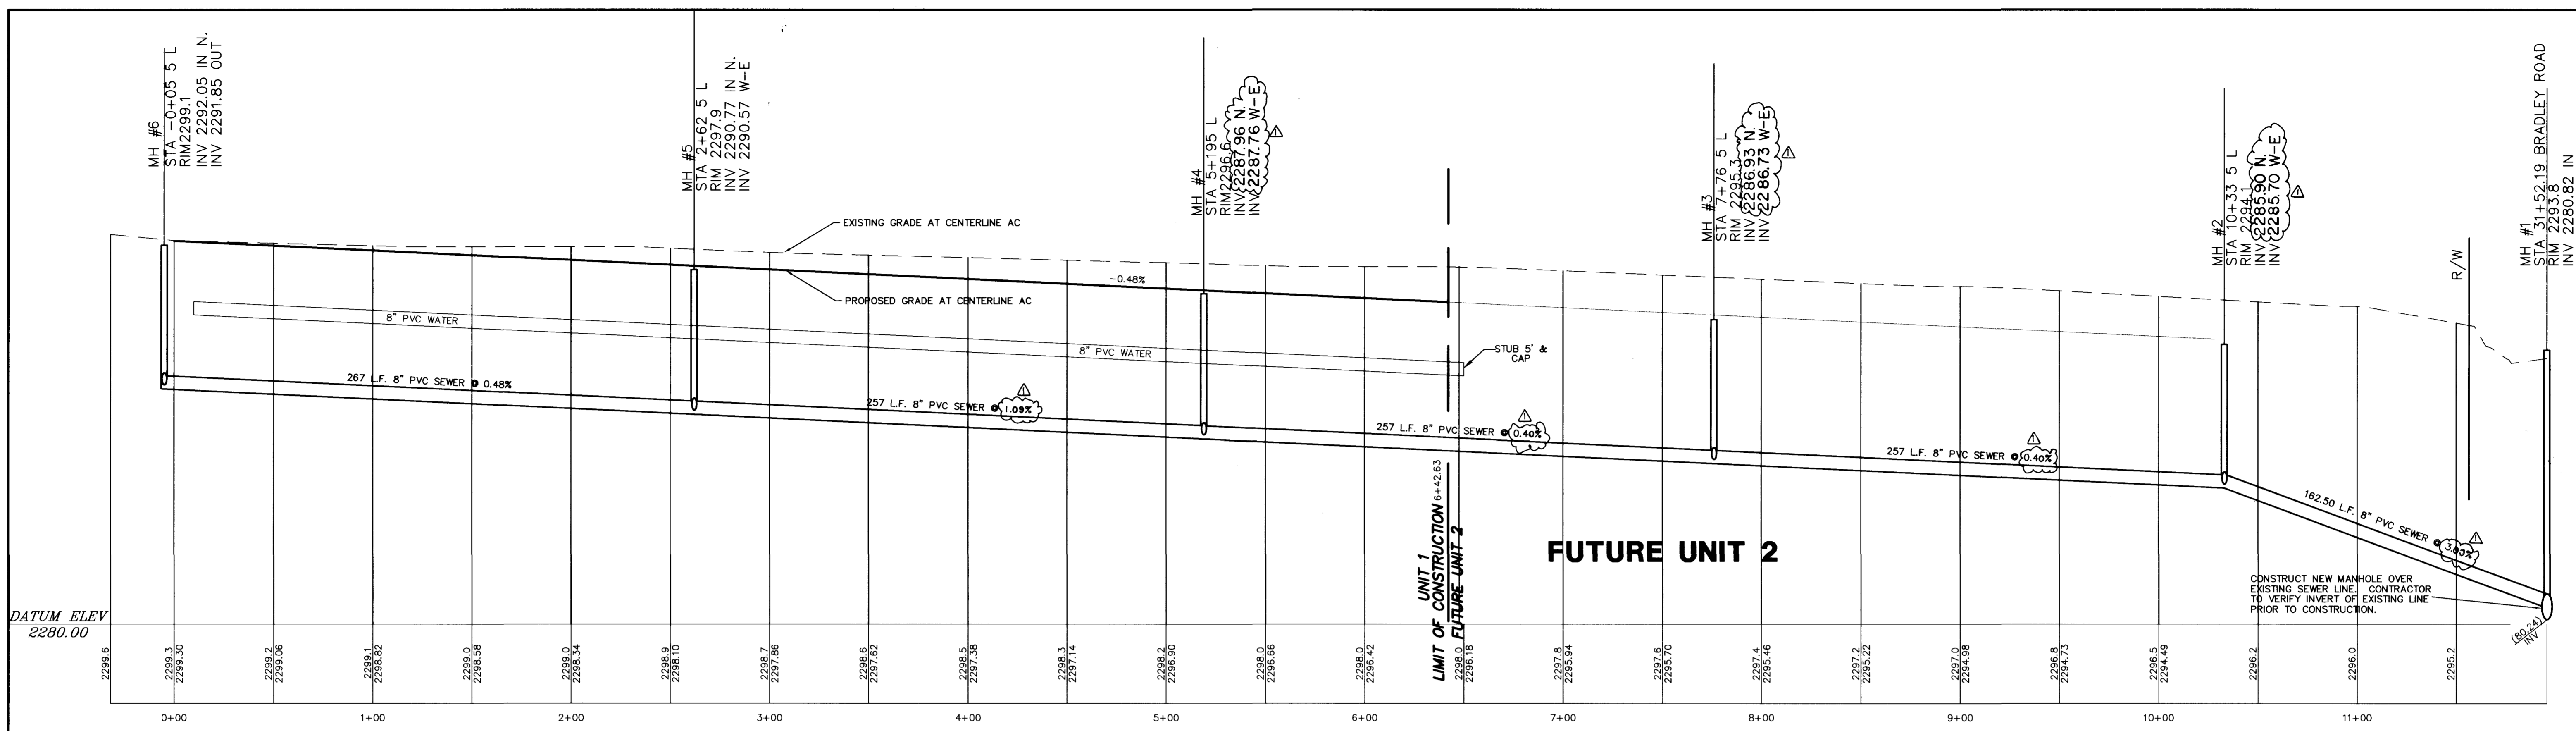 MH #6
STA -0+05 5 L
RIM2299.1
INV 2292.05 IN N.
INV 2291.85 OUT
MH #5
STA 2+62 5 L
RIM 2297.9
INV 2290.77 IN N.
INV 2290.57 W-E
MH #4
STA 5+195 L
RIM2296.6
INV 2287.96 N.
INV 2287.76 W-E
1
MH #3
STA 7+76 5 L
RIM 2295.3
INV 2286.93 N.
INV 2286.73 W-E
1
MH #2
STA 10+33 5 L
RIM 2294.1
INV 2285.90 N.
INV 2285.70 W-E
1
R/W
MH #1
STA 31+52.19 BRADLEY ROAD
RIM 2293.8
INV 2280.82 IN
EXISTING GRADE AT CENTERLINE AC
PROPOSED GRADE AT CENTERLINE AC
-0.48%
8" PVC WATER
8" PVC WATER
STUB 5' &
CAP
267 L.F. 8" PVC SEWER @ 0.48%
257 L.F. 8" PVC SEWER @ 1.09%
1
257 L.F. 8" PVC SEWER @ 0.40%
1
257 L.F. 8" PVC SEWER @ 0.40%
1
162.50 L.F. 8" PVC SEWER @ 3.03%
1
UNIT 1
LIMIT OF CONSTRUCTION 6+42.63
FUTURE UNIT 2
FUTURE UNIT 2
CONSTRUCT NEW MANHOLE OVER
EXISTING SEWER LINE. CONTRACTOR
TO VERIFY INVERT OF EXISTING LINE
PRIOR TO CONSTRUCTION.
(80.24)
INV
DATUM ELEV
2280.00
2299.6
2299.3
2299.30
2299.2
2299.06
2299.1
2298.82
2299.0
2298.58
2299.0
2298.34
2298.9
2298.10
2298.7
2297.86
2298.6
2297.62
2298.5
2297.38
2298.3
2297.14
2298.2
2296.90
2298.0
2296.66
2298.0
2296.42
2298.0
2296.18
2297.8
2295.94
2297.6
2295.70
2297.4
2295.46
2297.2
2295.22
2297.0
2294.98
2296.8
2294.73
2296.5
2294.49
2296.2
2296.0
2295.2
0+00 1+00 2+00 3+00 4+00 5+00 6+00 7+00 8+00 9+00 10+00 11+00